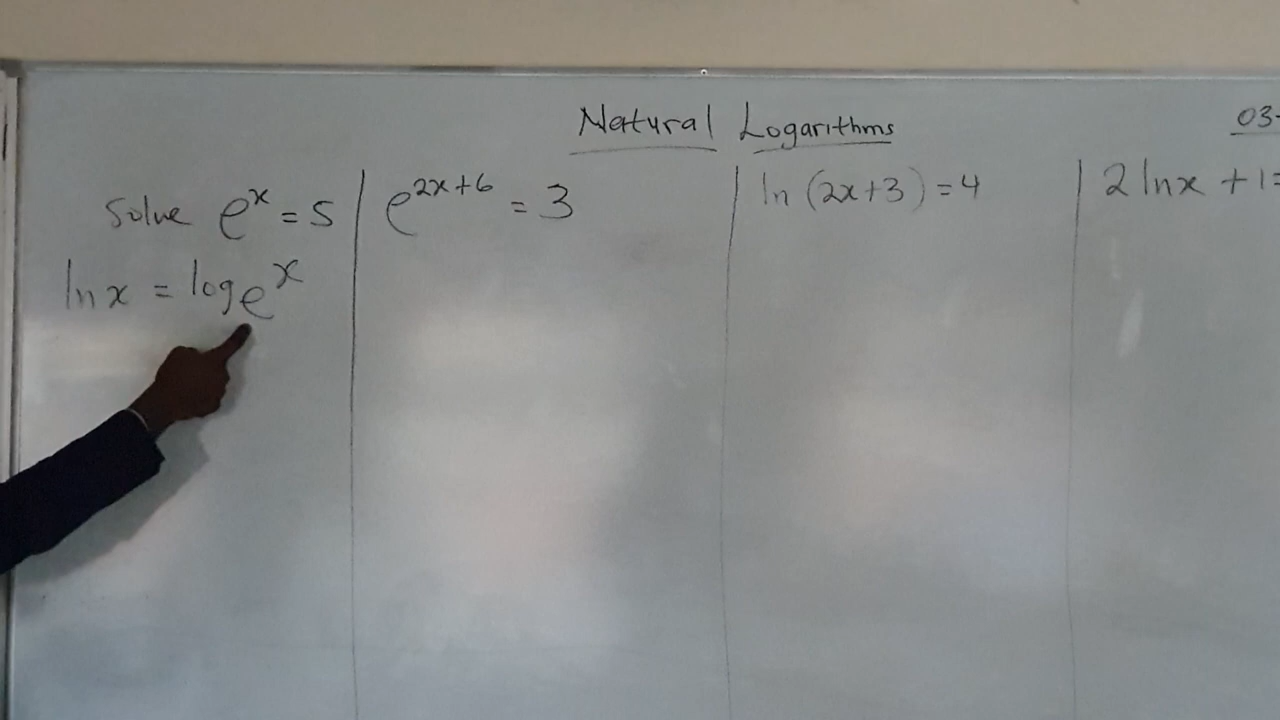 Natural Logarithms
03-
Solve e^x = 5
ln x = log_e x
e^{2x+6} = 3
ln (2x+3) = 4
2 ln x + 1 =